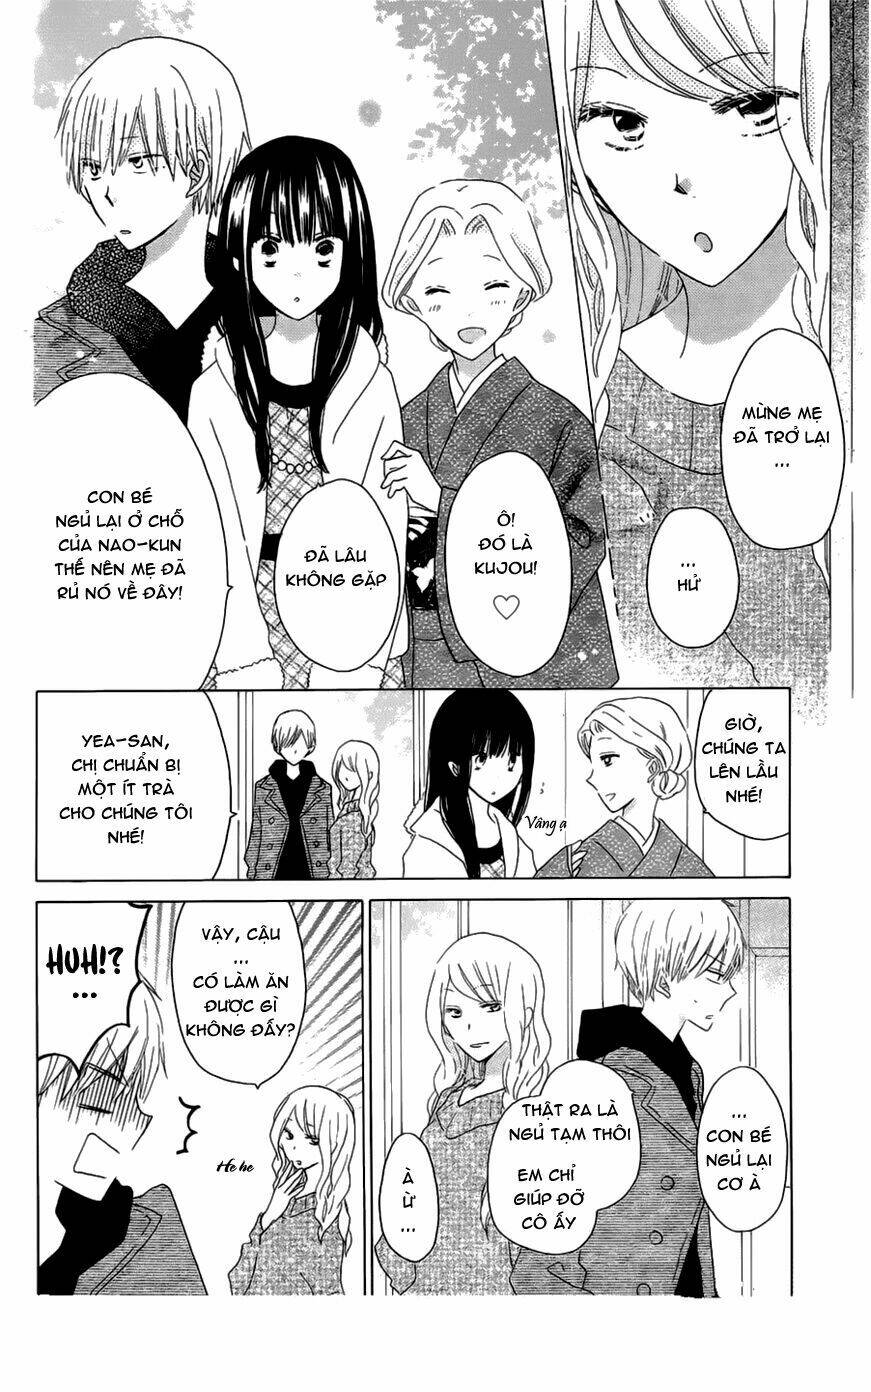 MỪNG MẸ
ĐÃ TRỞ LẠI
...
...
HỬ
Ô!
ĐÓ LÀ
KUJOU!
♡
ĐÃ LÂU
KHÔNG GẶP
CON BÉ
NGỦ LẠI Ở CHỖ
CỦA NAO-KUN
THẾ NÊN MẸ ĐÃ
RỦ NÓ VỀ ĐÂY!
GIỜ,
CHÚNG TA
LÊN LẦU
NHÉ!
Vâng ạ
YEA-SAN,
CHỊ CHUẨN BỊ
MỘT ÍT TRÀ
CHO CHÚNG TÔI
NHÉ!
...
CON BÉ
NGỦ LẠI
CƠ À
THẬT RA LÀ
NGỦ TẠM THÔI
EM CHỈ
GIÚP ĐỠ
CÔ ẤY
À
Ừ
...
VẬY, CẬU
...
CÓ LÀM ĂN
ĐƯỢC GÌ
KHÔNG ĐẤY?
He he
HUH!?
...